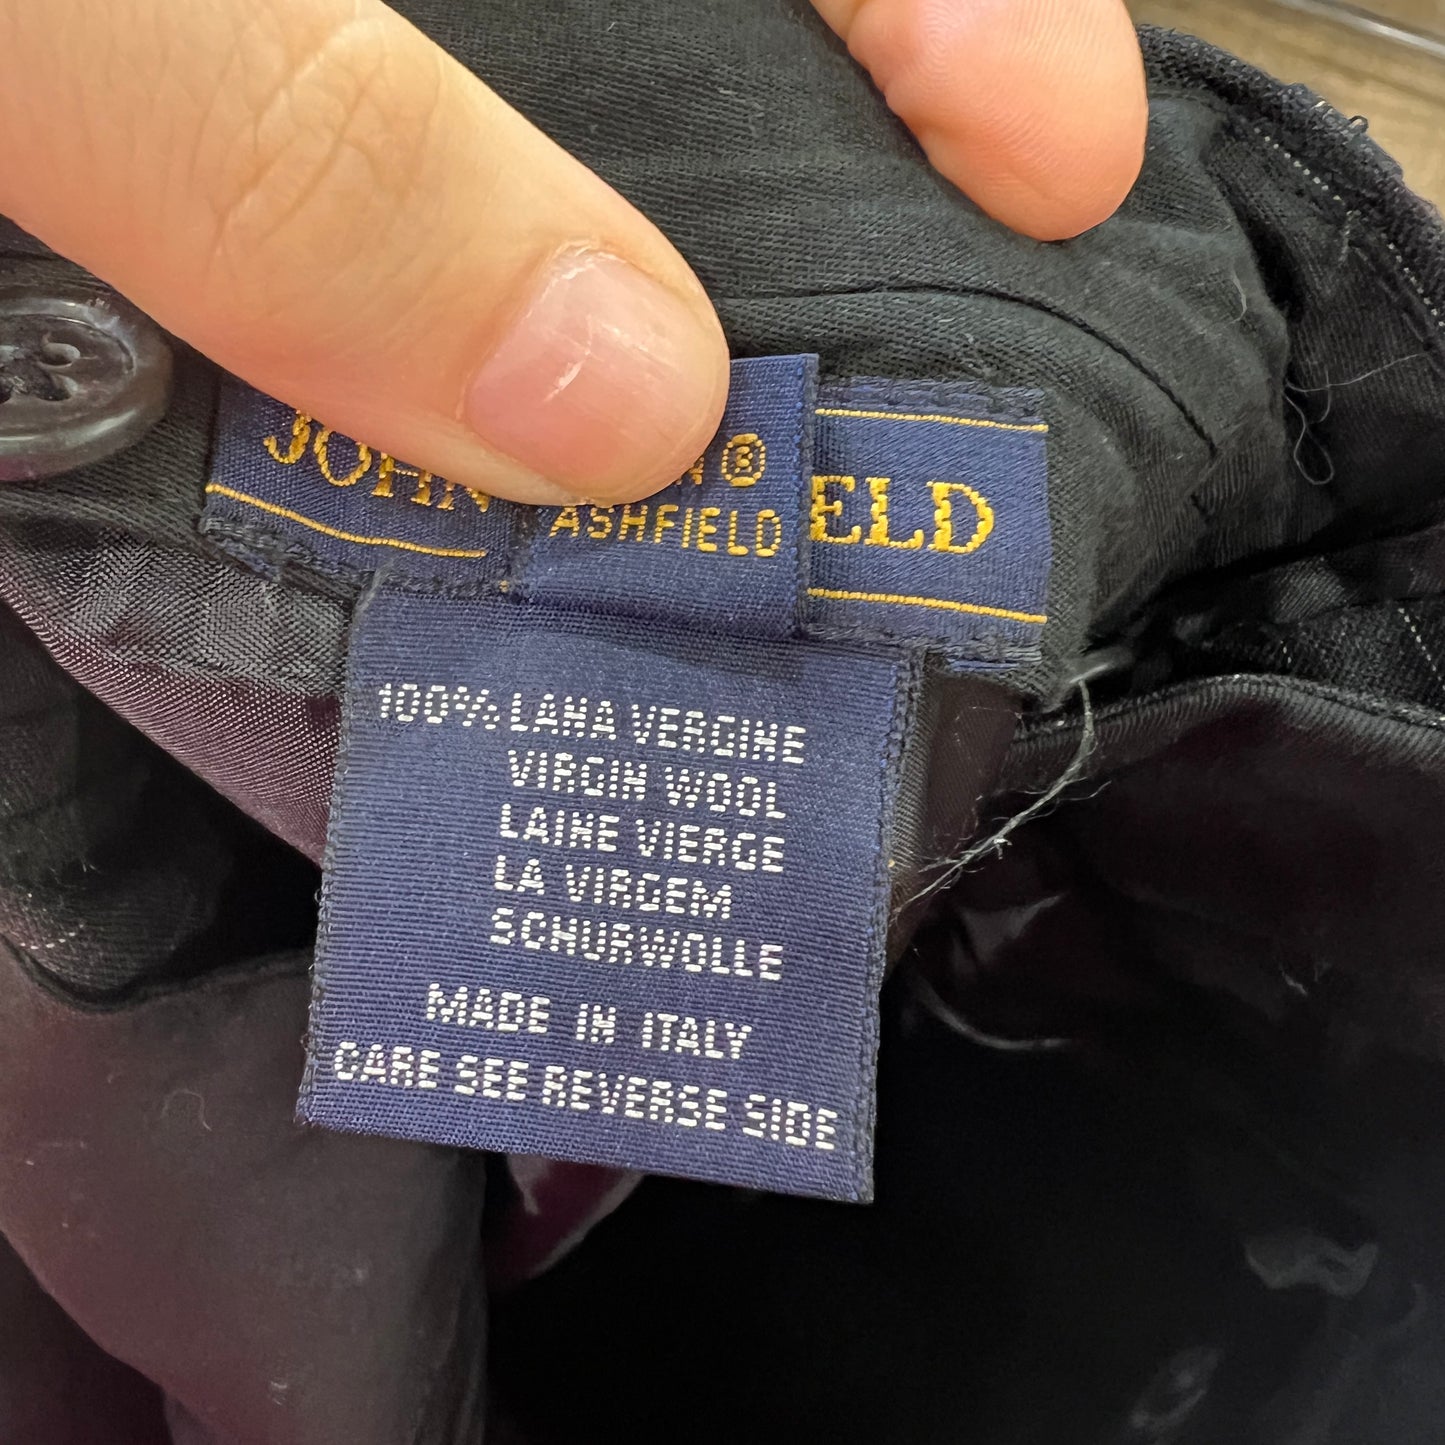 JOHN ELD
®
ASHFIELD
100% LANA VERGINE
VIRGIN WOOL
LAINE VIERGE
LA VIRGEM
SCHURWOLLE
MADE IN ITALY
CARE SEE REVERSE SIDE